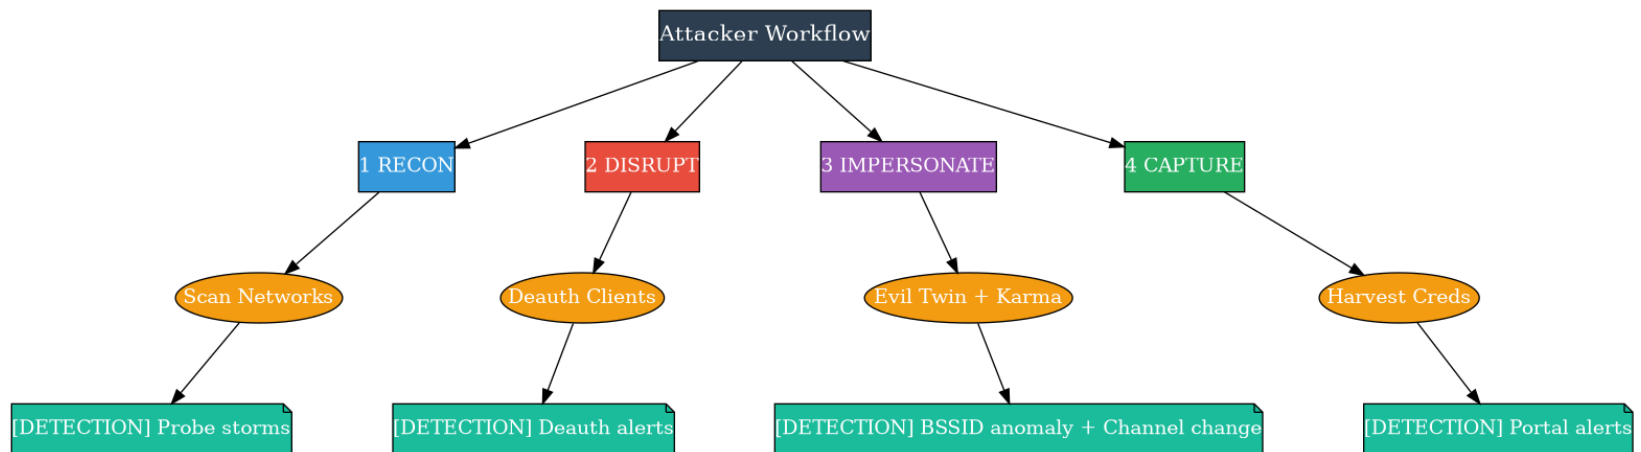 Attacker Workflow
1 RECON
2 DISRUPT
3 IMPERSONATE
4 CAPTURE
Scan Networks
Deauth Clients
Evil Twin + Karma
Harvest Creds
[DETECTION] Probe storms
[DETECTION] Deauth alerts
[DETECTION] BSSID anomaly + Channel change
[DETECTION] Portal alerts